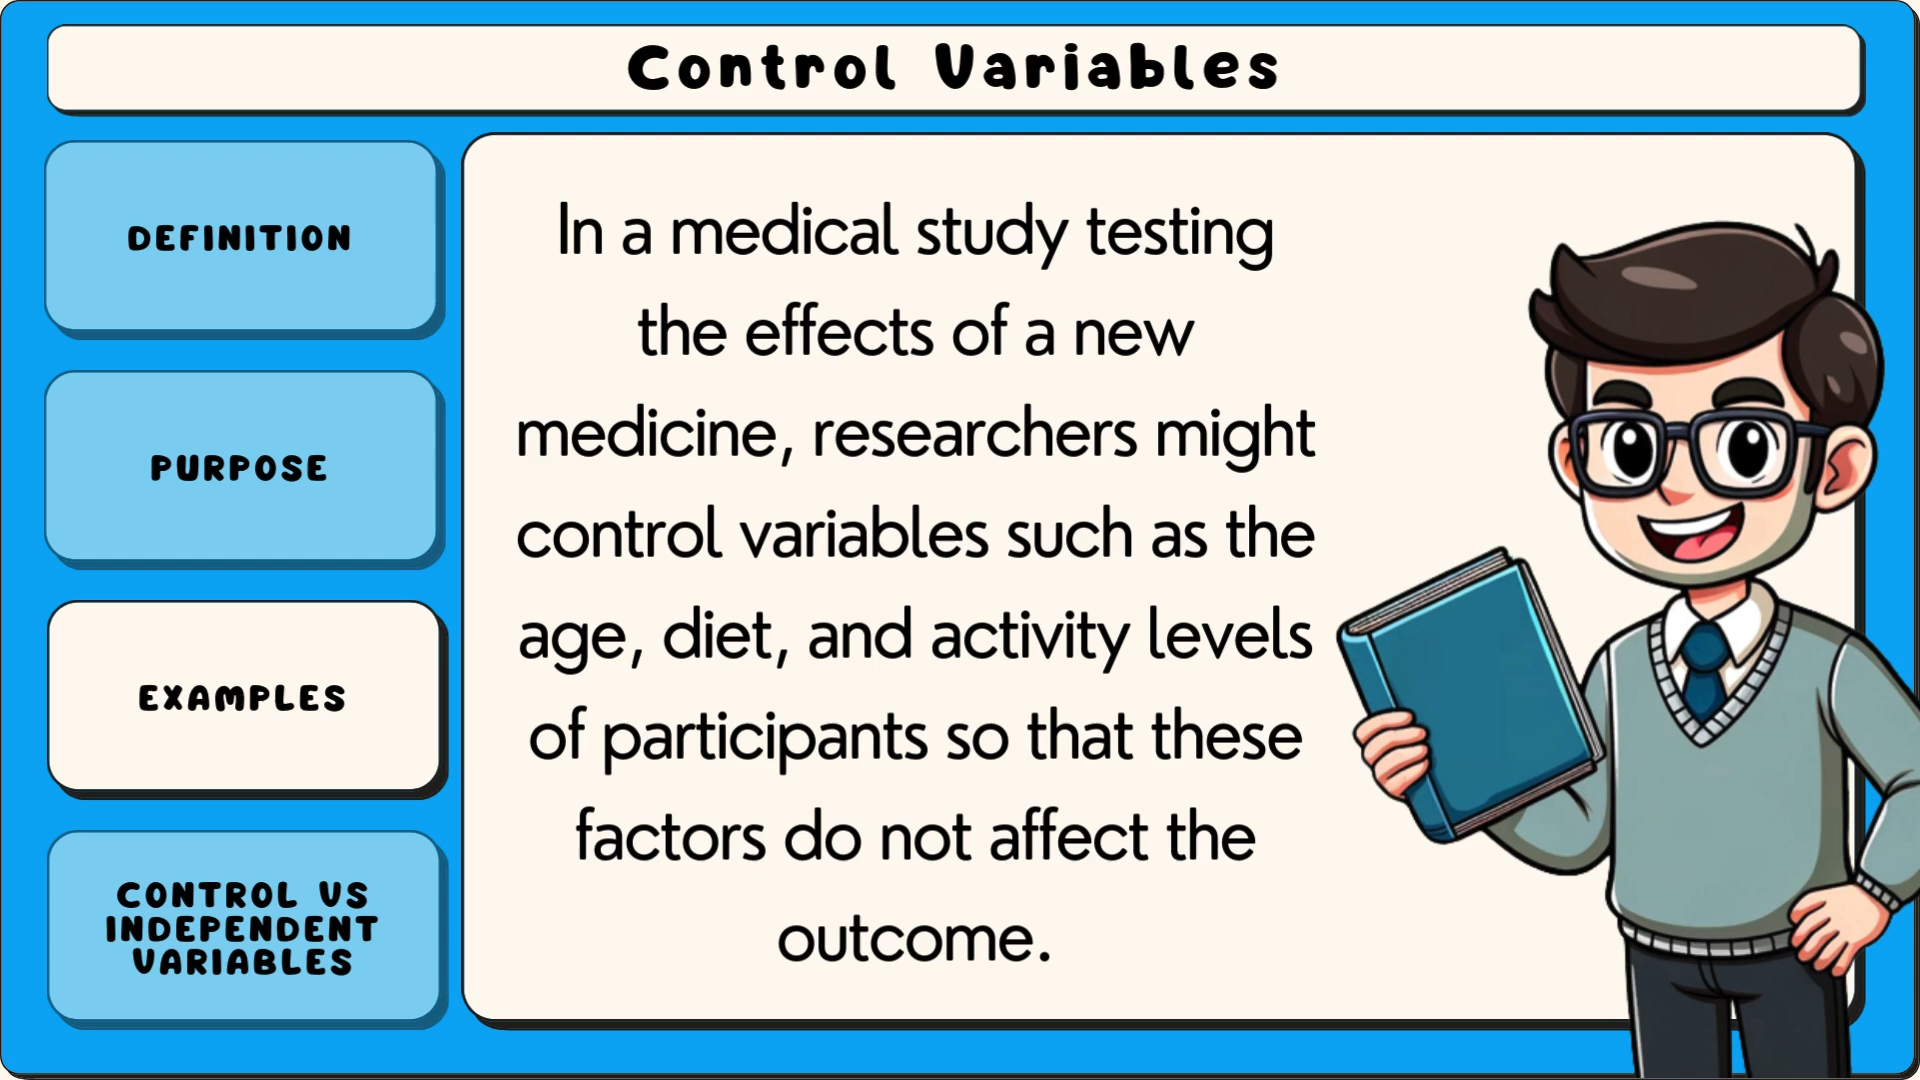 Control Variables
DEFINITION
PURPOSE
EXAMPLES
CONTROL VS
INDEPENDENT
VARIABLES
In a medical study testing
the effects of a new
medicine, researchers might
control variables such as the
age, diet, and activity levels
of participants so that these
factors do not affect the
outcome.